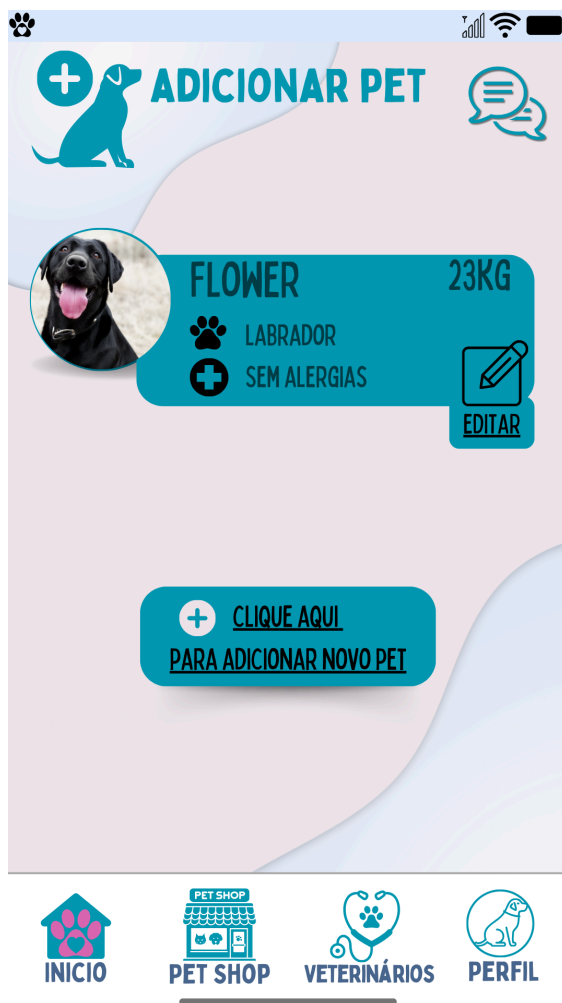 ADICIONAR PET
FLOWER
23KG
LABRADOR
SEM ALERGIAS
EDITAR
CLIQUE AQUI
PARA ADICIONAR NOVO PET
PET SHOP
INICIO
PET SHOP
VETERINÁRIOS
PERFIL